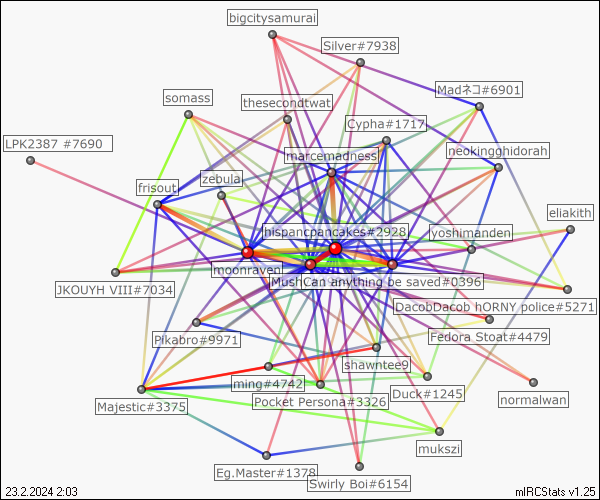 bigcitysamurai
Silver#7938
Madネコ#6901
somass
thesecondtwat
Cypha#1717
LPK2387 #7690
marcemadness
neokingghidorah
frisout
zebula
eliakith
hispancpancakes#2928
yoshimanden
moonraven
Mush
Can anything be saved#0396
JKOUYH VIII#7034
DacobDacob hORNY police#5271
Pikabro#9971
Fedora Stoat#4479
shawntee9
ming#4742
Duck#1245
normalwan
Majestic#3375
Pocket Persona#3326
mukszi
Eg.Master#1378
Swirly Boi#6154
23.2.2024 2:03
mIRCStats v1.25